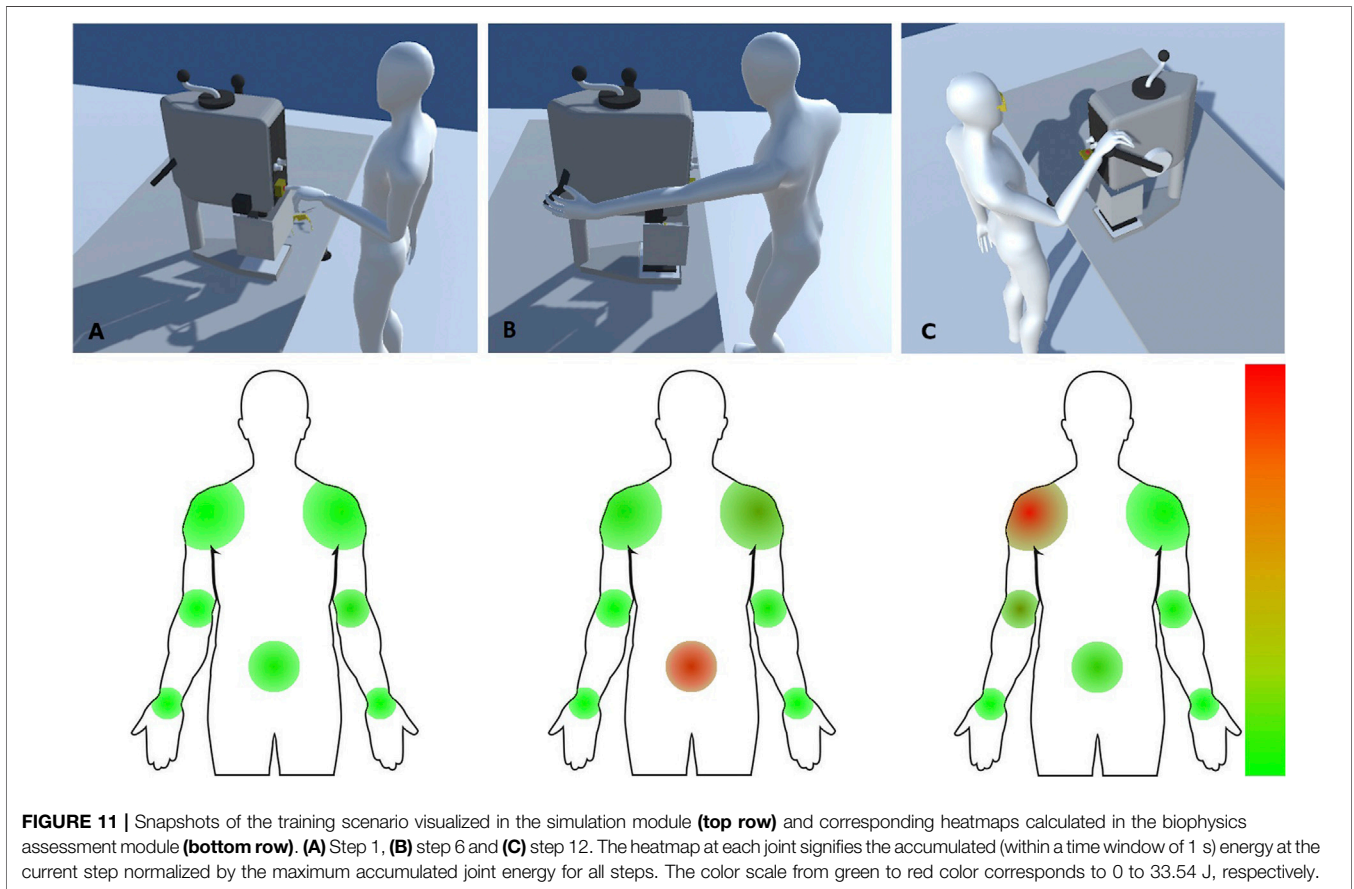 A
B
C
FIGURE 11 | Snapshots of the training scenario visualized in the simulation module (top row) and corresponding heatmaps calculated in the biophysics
assessment module (bottom row). (A) Step 1, (B) step 6 and (C) step 12. The heatmap at each joint signifies the accumulated (within a time window of 1 s) energy at the
current step normalized by the maximum accumulated joint energy for all steps. The color scale from green to red color corresponds to 0 to 33.54 J, respectively.